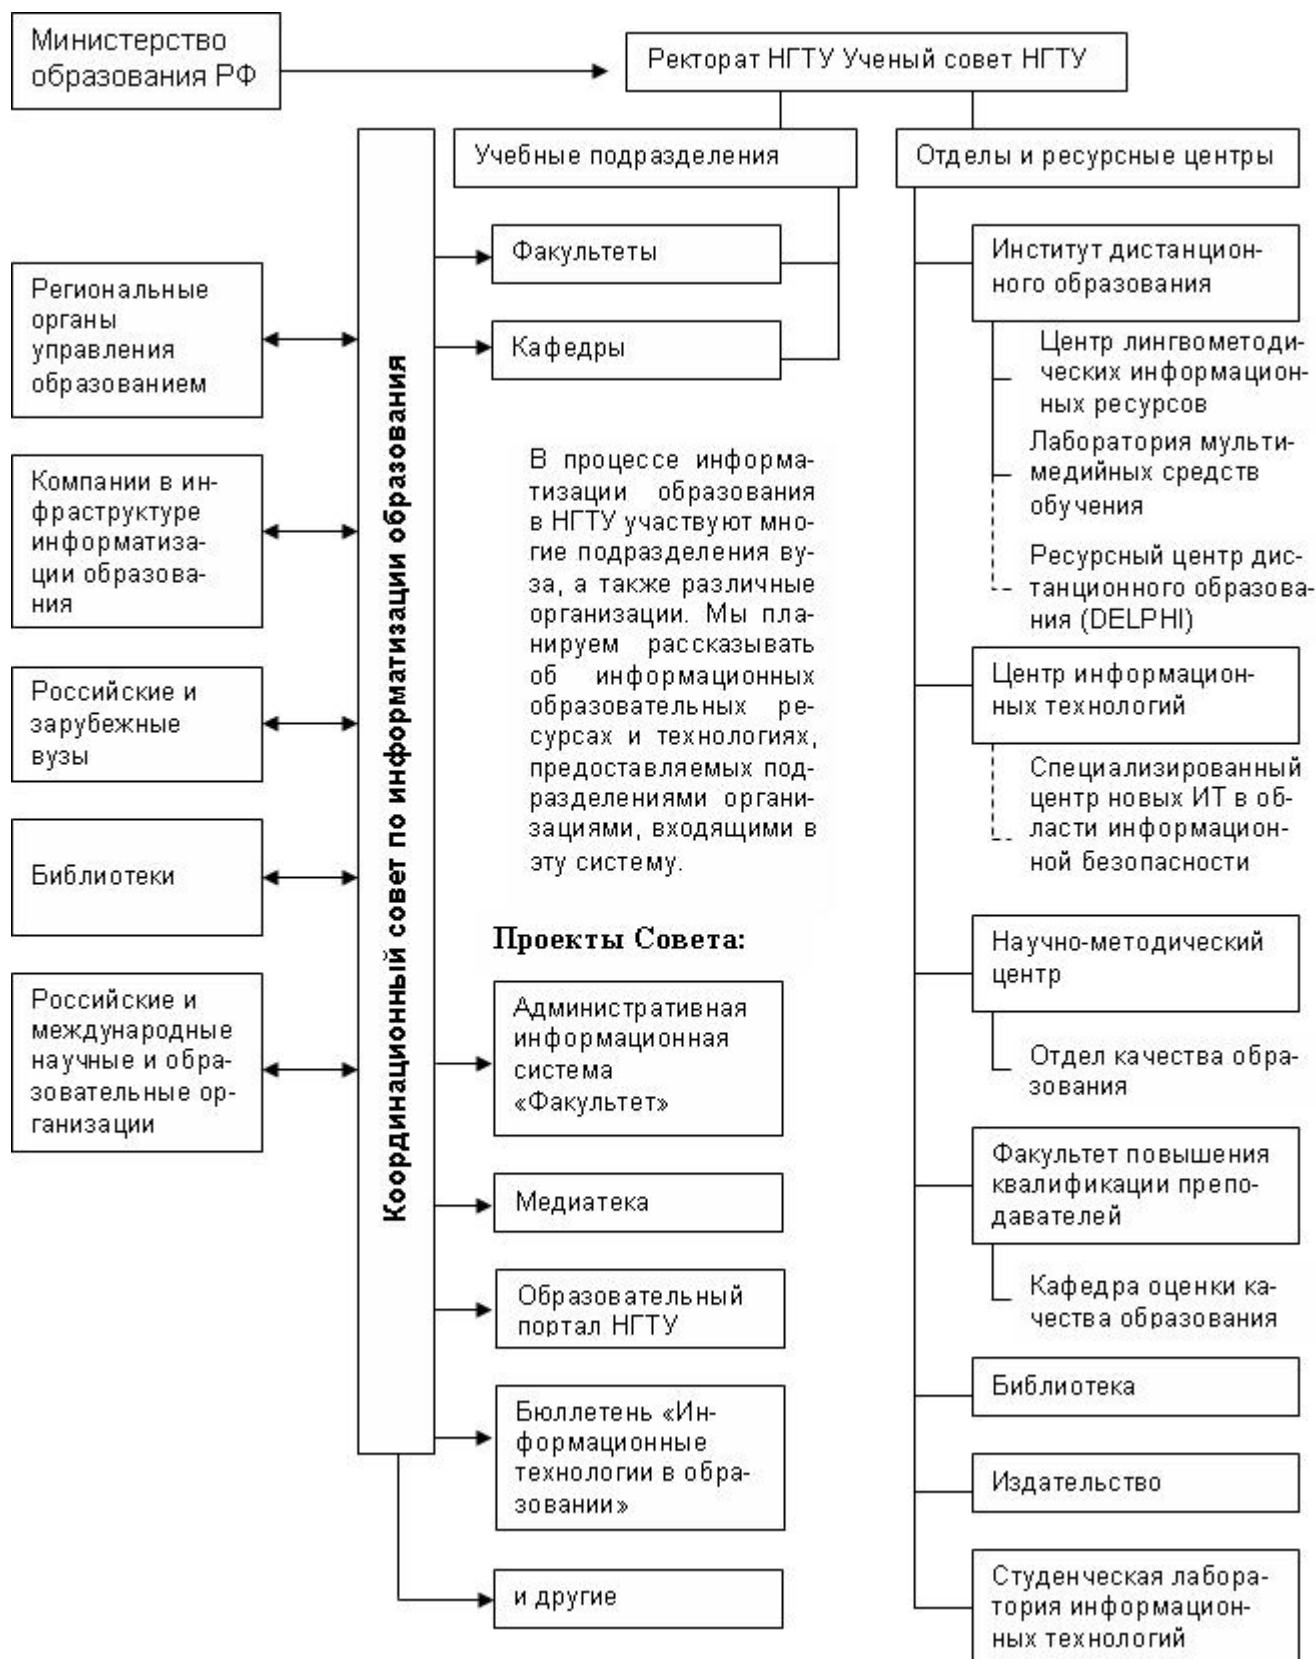 Министерство
образования РФ
Ректорат НГТУ Ученый совет НГТУ
Учебные подразделения
Отделы и ресурсные центры
Факультеты
Кафедры
Региональные
органы
управления
образованием
Компании в ин-
фраструктуре
информатиза-
ции образова-
ния
Российские и
зарубежные
вузы
Библиотеки
Российские и
международные
научные и обра-
зовательные ор-
ганизации
Координационный совет по информатизации образования
В процессе информа-
тизации образования
в НГТУ участвуют мно-
гие подразделения ву-
за, а также различные
организации. Мы пла-
нируем рассказывать
об информационных
образовательных ре-
сурсах и технологиях,
предоставляемых под-
разделениями органи-
зациями, входящими в
эту систему.
Проекты Совета:
Административная
информационная
система
«Факультет»
Медиатека
Образовательный
портал НГТУ
Бюллетень «Ин-
формационные
технологии в обра-
зовании»
и другие
Институт дистанцион-
ного образования
Центр лингвометоди-
ческих информацион-
ных ресурсов
Лаборатория мульти-
медийных средств
обучения
Ресурсный центр дис-
танционного образова-
ния (DELPHI)
Центр информацион-
ных технологий
Специализированный
центр новых ИТ в об-
ласти информацион-
ной безопасности
Научно-методический
центр
Отдел качества обра-
зования
Факультет повышения
квалификации препо-
давателей
Кафедра оценки ка-
чества образования
Библиотека
Издательство
Студенческая лабора-
тория информацион-
ных технологий